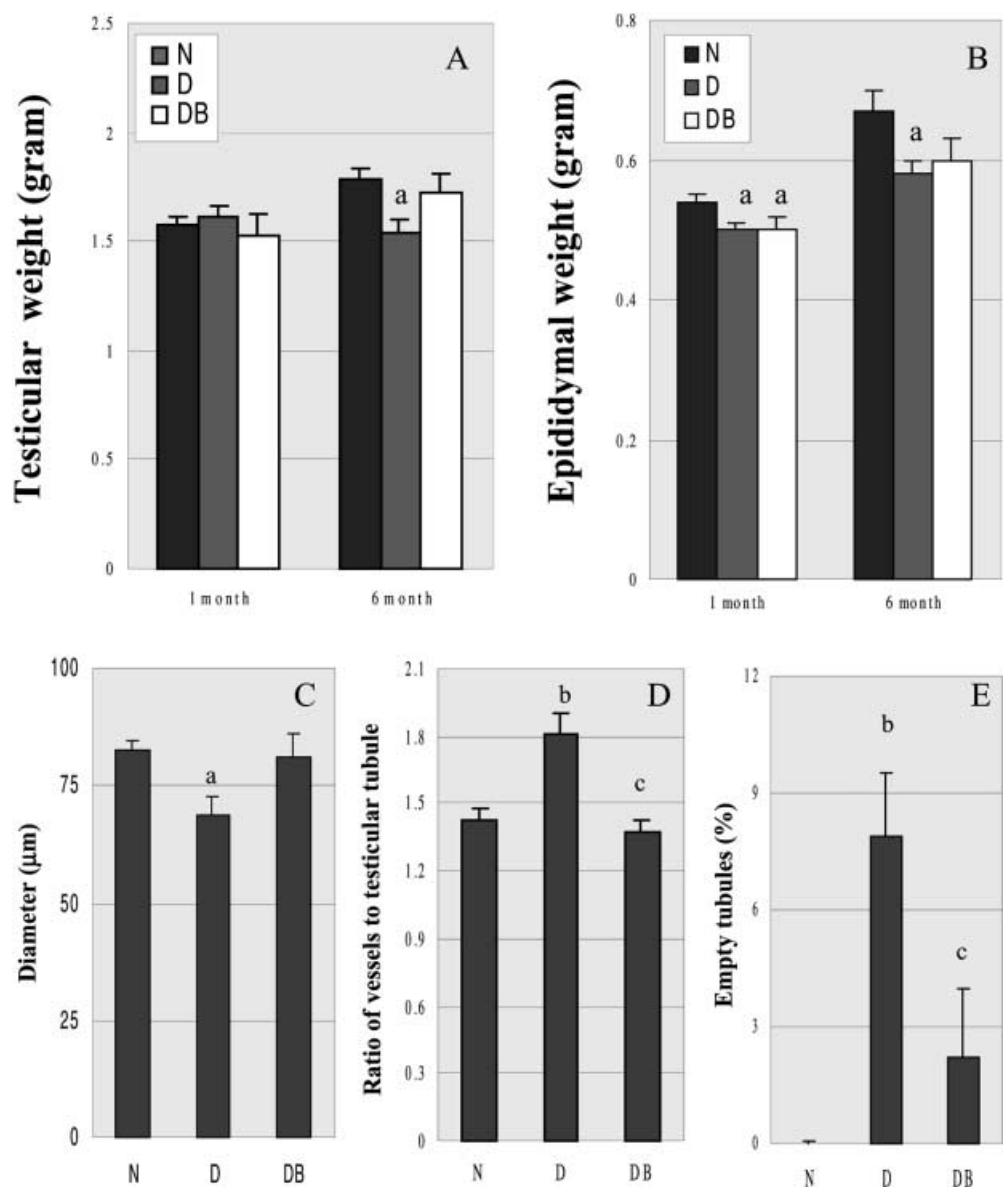 Testicular weight (gram)
2.5
2
1.5
1
0.5
0
N
D
DB
A
a
1 month
6 month
Epididymal weight (gram)
0.8
0.6
0.4
0.2
0
N
D
DB
B
a
a
a
1 month
6 month
Diameter (μm)
100
75
50
25
0
C
a
N
D
DB
Ratio of vessels to testicular tubule
2.1
1.8
1.5
1.2
0.9
0.6
0.3
0
D
b
c
N
D
DB
Empty tubules (%)
12
9
6
3
0
E
b
c
N
D
DB